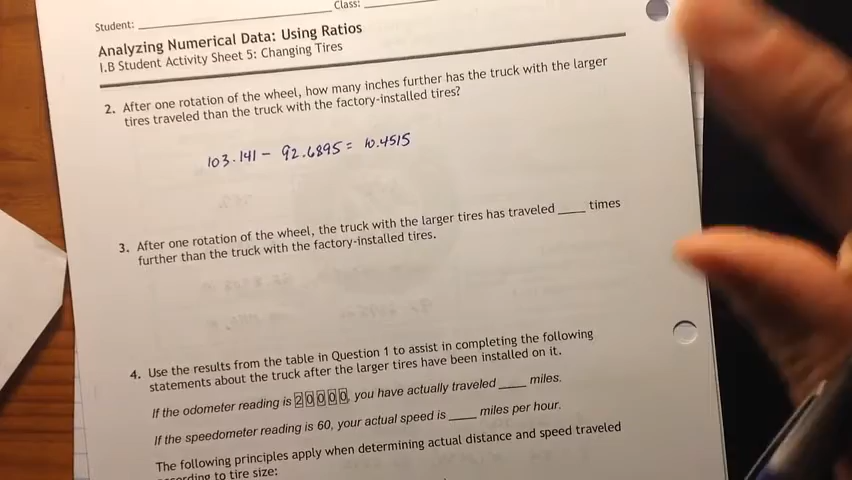 Student: Class:
Analyzing Numerical Data: Using Ratios
I.B Student Activity Sheet 5: Changing Tires
2. After one rotation of the wheel, how many inches further has the truck with the larger
tires traveled than the truck with the factory-installed tires?
103.141 - 92.6895 = 10.4515
3. After one rotation of the wheel, the truck with the larger tires has traveled ____ times
further than the truck with the factory-installed tires.
4. Use the results from the table in Question 1 to assist in completing the following
statements about the truck after the larger tires have been installed on it.
If the odometer reading is 20000, you have actually traveled ____ miles.
If the speedometer reading is 60, your actual speed is ____ miles per hour.
The following principles apply when determining actual distance and speed traveled
according to tire size: